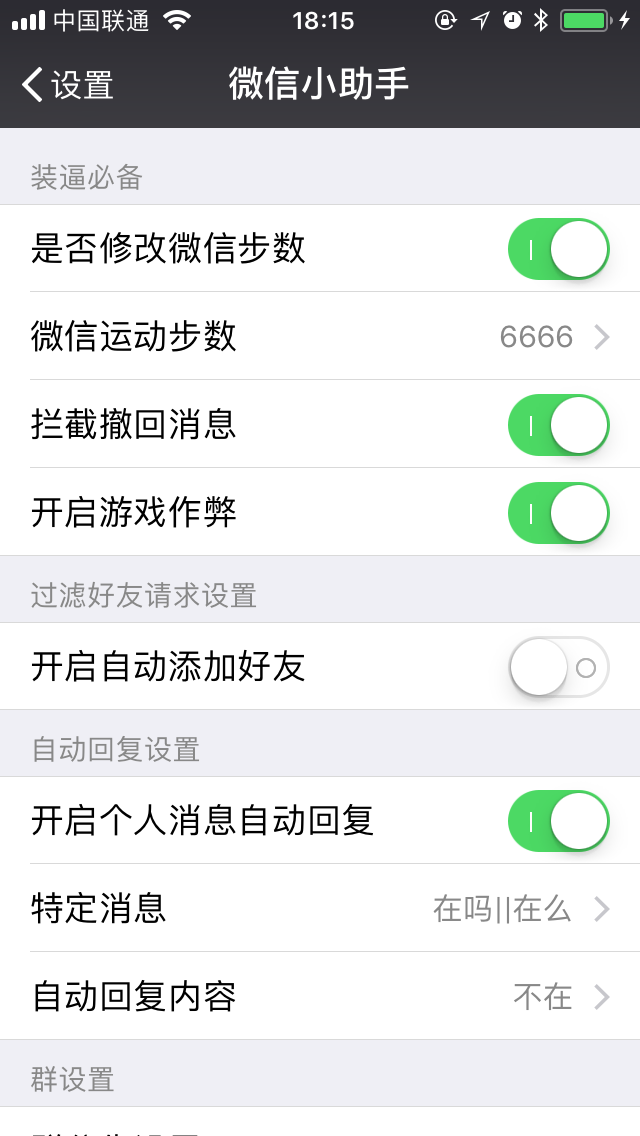 中国联通 18:15
设置 微信小助手
装逼必备
是否修改微信步数
微信运动步数 6666
拦截撤回消息
开启游戏作弊
过滤好友请求设置
开启自动添加好友
自动回复设置
开启个人消息自动回复
特定消息 在吗||在么
自动回复内容 不在
群设置